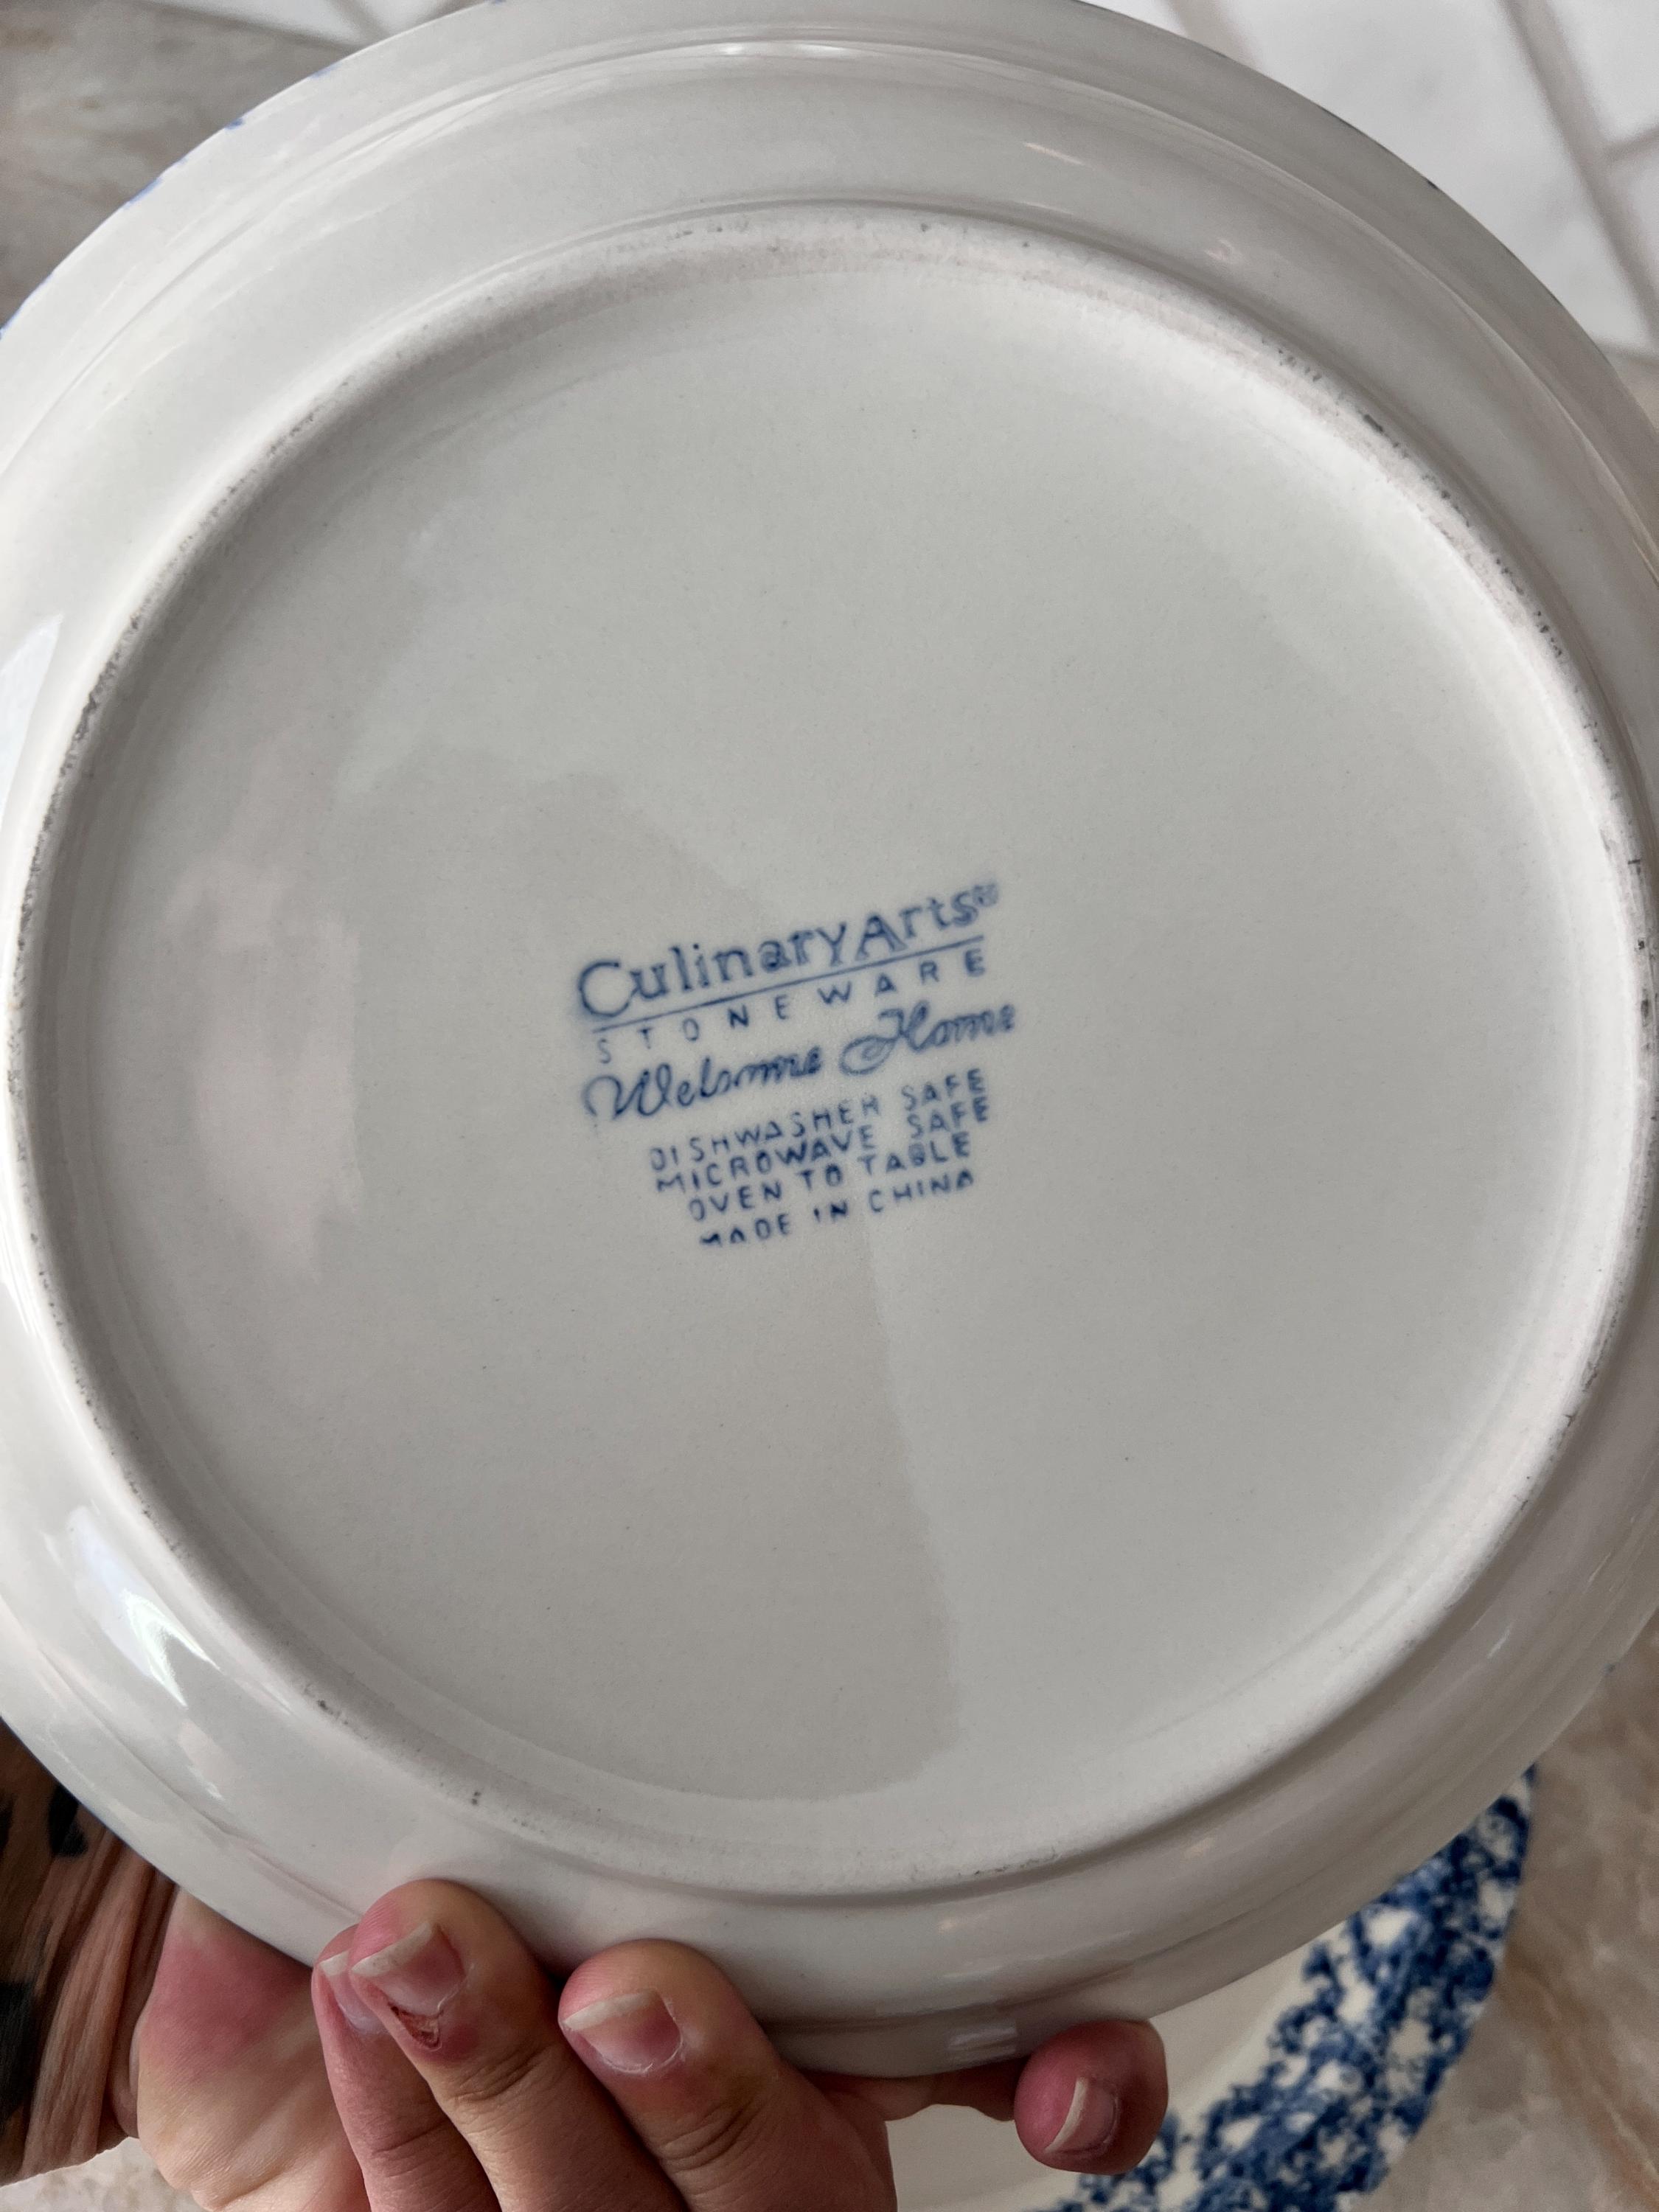 CulinaryArts®
STONEWARE
Welcome Home
DISHWASHER SAFE
MICROWAVE SAFE
OVEN TO TABLE
MADE IN CHINA